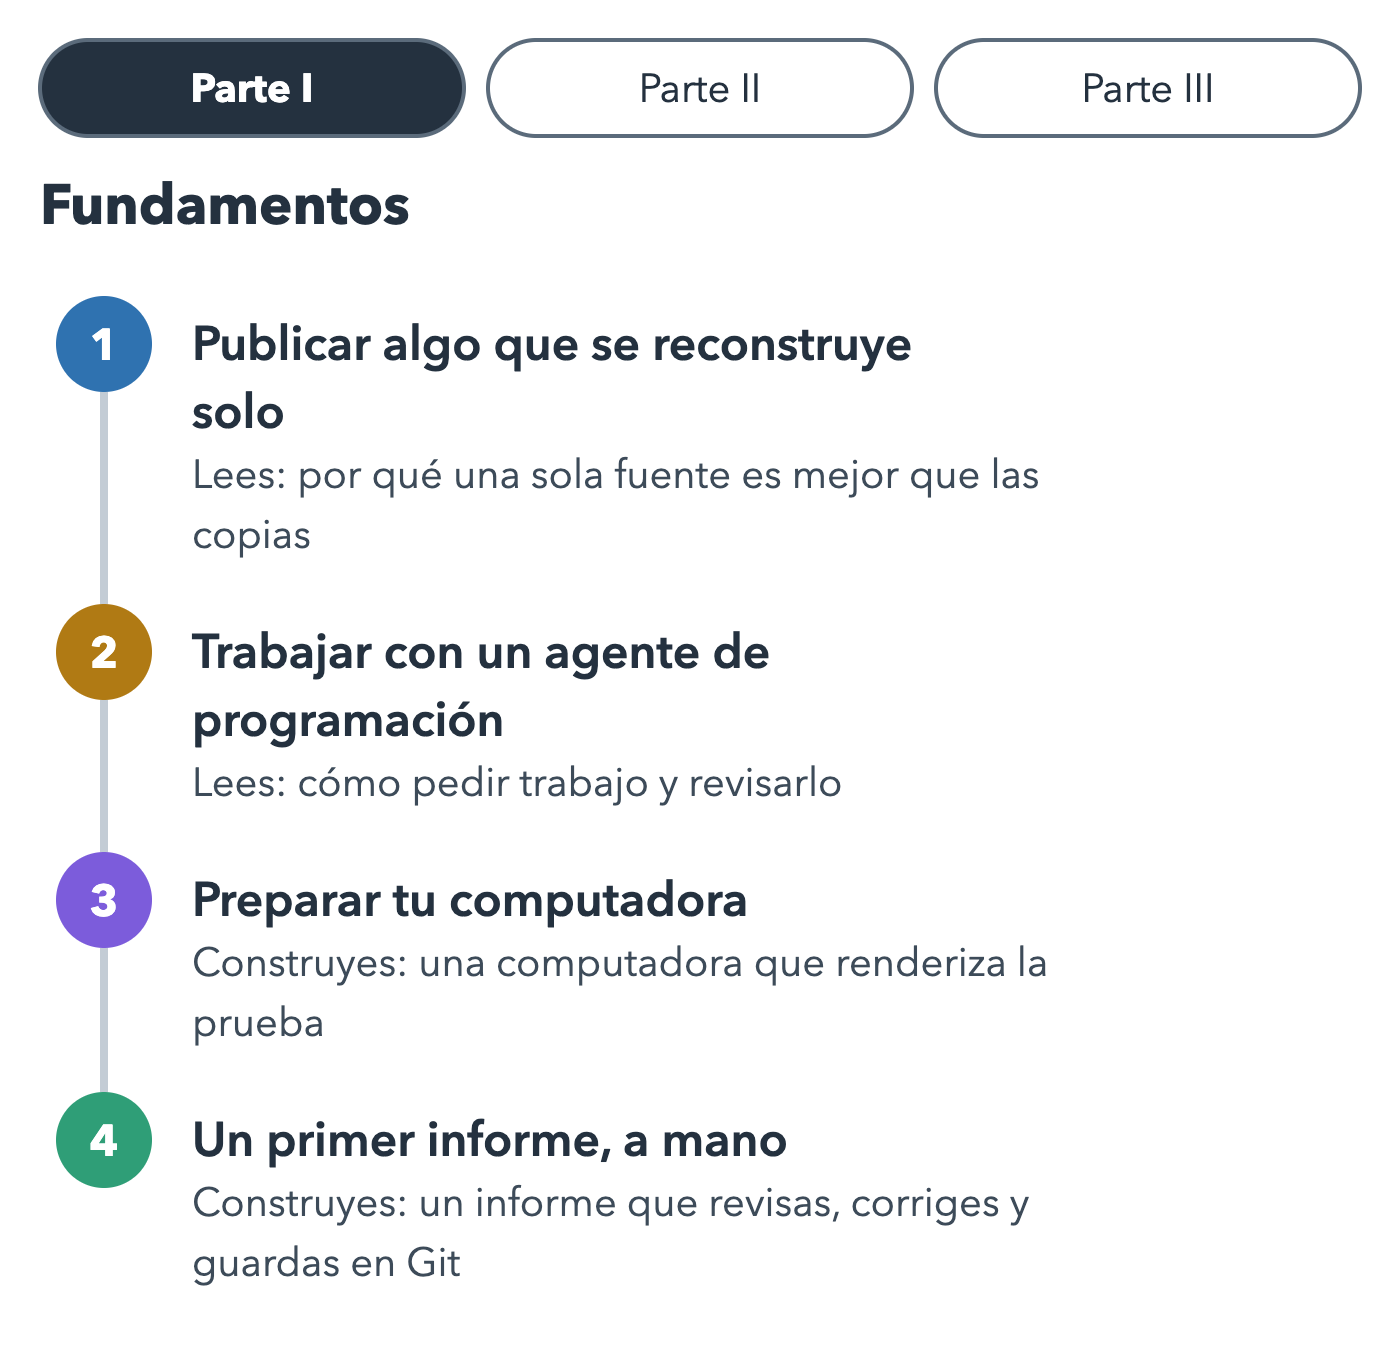 Parte I
Parte II
Parte III
Fundamentos
1
Publicar algo que se reconstruye
solo
Lees: por qué una sola fuente es mejor que las
copias
2
Trabajar con un agente de
programación
Lees: cómo pedir trabajo y revisarlo
3
Preparar tu computadora
Construyes: una computadora que renderiza la
prueba
4
Un primer informe, a mano
Construyes: un informe que revisas, corriges y
guardas en Git